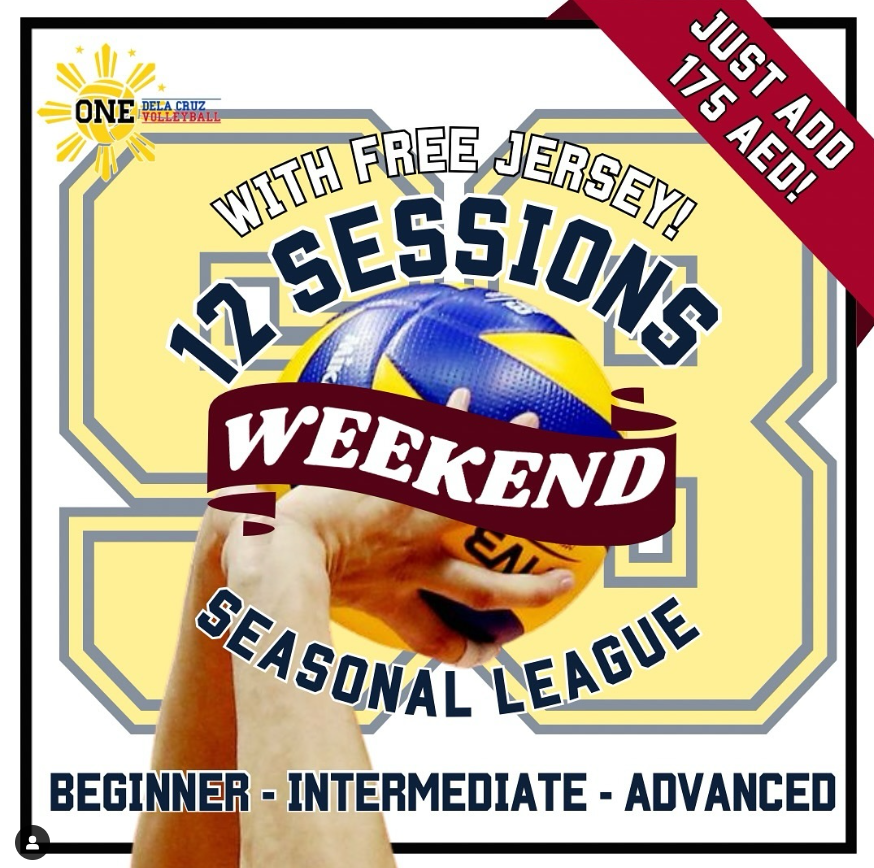 ONE
DELA CRUZ
VOLLEYBALL
JUST ADD
175 AED!
WITH FREE JERSEY!
12 SESSIONS
WEEKEND
SEASONAL LEAGUE
BEGINNER - INTERMEDIATE - ADVANCED